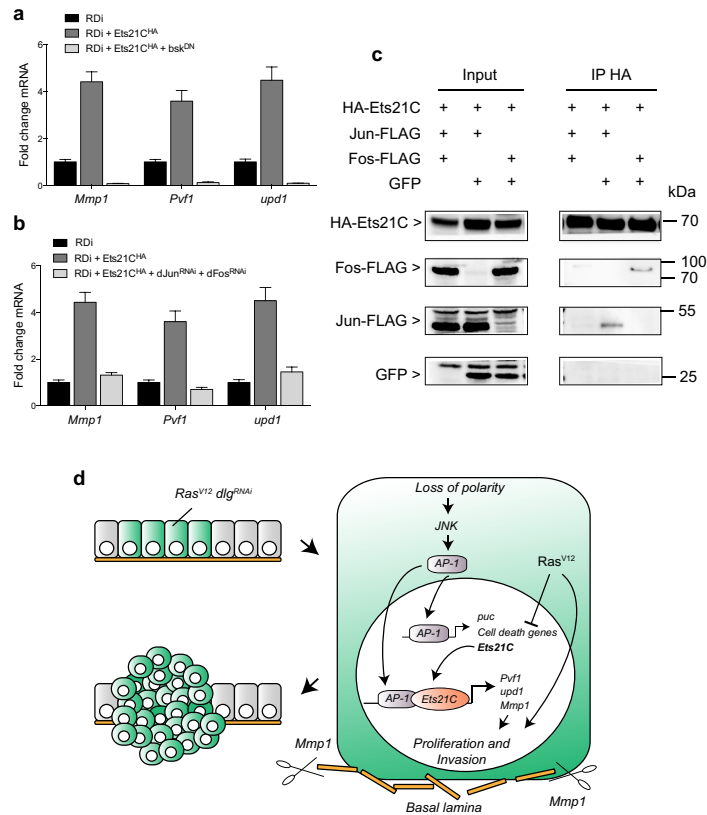 a
RDi
RDi + Ets21C^HA
RDi + Ets21C^HA + bsk^DN
Fold change mRNA
6
4
2
0
Mmp1 Pvf1 upd1
b
RDi
RDi + Ets21C^HA
RDi + Ets21C^HA + dJun^RNAi + dFos^RNAi
Fold change mRNA
6
4
2
0
Mmp1 Pvf1 upd1
c
Input IP HA
HA-Ets21C + + + + + +
Jun-FLAG + + + +
Fos-FLAG + + + +
GFP + + + +
kDa
HA-Ets21C > 70
Fos-FLAG > 100
70
Jun-FLAG > 55
GFP > 25
d
Ras^V12 dlg^RNAi
Loss of polarity
JNK
AP-1
Ras^V12
AP-1
puc
Cell death genes
Ets21C
AP-1 Ets21C
Pvf1
upd1
Mmp1
Proliferation and
Invasion
Mmp1
Basal lamina
Mmp1